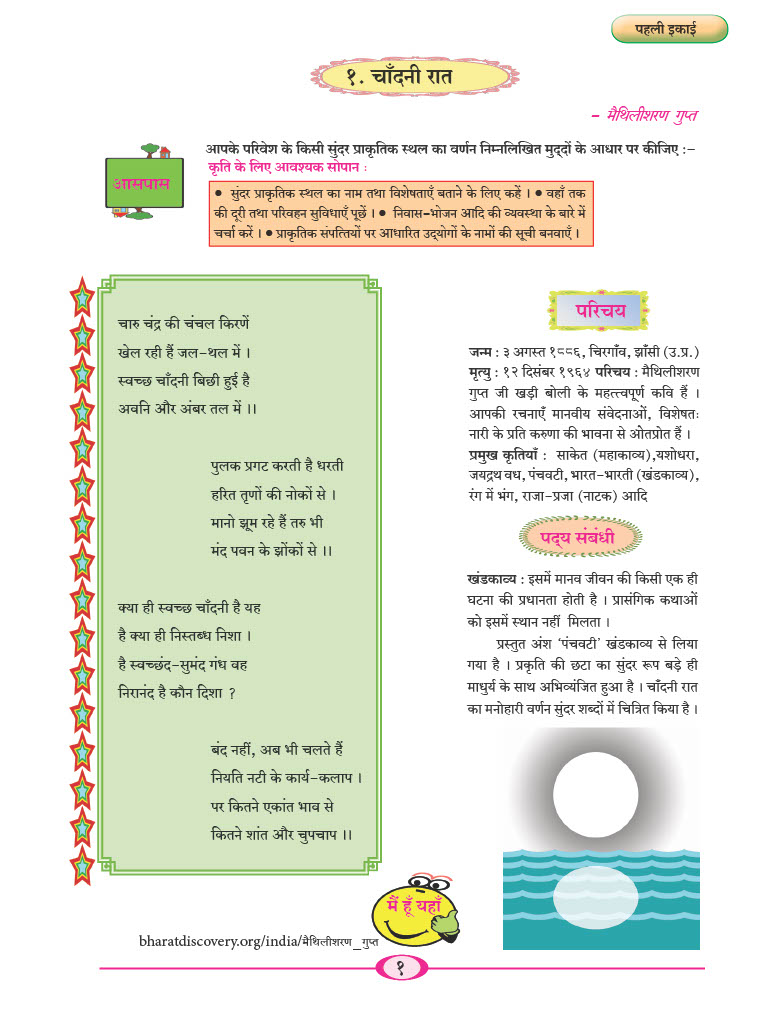 पहली इकाई
१. चाँदनी रात
- मैथिलीशरण गुप्त
आसपास
आपके परिवेश के किसी सुंदर प्राकृतिक स्थल का वर्णन निम्नलिखित मुद्‌दों के आधार पर कीजिए :-
कृति के लिए आवश्यक सोपान :
● सुंदर प्राकृतिक स्थल का नाम तथा विशेषताएँ बताने के लिए कहें । ● वहाँ तक
की दूरी तथा परिवहन सुविधाएँ पूछें । ● निवास-भोजन आदि की व्यवस्था के बारे में
चर्चा करें । ● प्राकृतिक संपत्तियों पर आधारित उद्‌योगों के नामों की सूची बनवाएँ ।
चारु चंद्र की चंचल किरणें
खेल रही हैं जल-थल में ।
स्वच्छ चाँदनी बिछी हुई है
अवनि और अंबर तल में ।।
पुलक प्रगट करती है धरती
हरित तृणों की नोकों से ।
मानो झूम रहे हैं तरु भी
मंद पवन के झोंकों से ।।
क्या ही स्वच्छ चाँदनी है यह
है क्या ही निस्तब्ध निशा ।
है स्वच्छंद-सुमंद गंध वह
निरानंद है कौन दिशा ?
बंद नहीं, अब भी चलते हैं
नियति नटी के कार्य-कलाप ।
पर कितने एकांत भाव से
कितने शांत और चुपचाप ।।
परिचय
जन्म : ३ अगस्त १८८६, चिरगाँव, झाँसी (उ.प्र.)
मृत्यु : १२ दिसंबर १९६४ परिचय : मैथिलीशरण
गुप्त जी खड़ी बोली के महत्त्वपूर्ण कवि हैं ।
आपकी रचनाएँ मानवीय संवेदनाओं, विशेषतः
नारी के प्रति करुणा की भावना से ओतप्रोत हैं ।
प्रमुख कृतियाँ : साकेत (महाकाव्य),यशोधरा,
जयद्रथ वध, पंचवटी, भारत-भारती (खंडकाव्य),
रंग में भंग, राजा-प्रजा (नाटक) आदि
पद्‌य संबंधी
खंडकाव्य : इसमें मानव जीवन की किसी एक ही
घटना की प्रधानता होती है । प्रासंगिक कथाओं
को इसमें स्थान नहीं मिलता ।
प्रस्तुत अंश ‘पंचवटी’ खंडकाव्य से लिया
गया है । प्रकृति की छटा का सुंदर रूप बड़े ही
माधुर्य के साथ अभिव्यंजित हुआ है । चाँदनी रात
का मनोहारी वर्णन सुंदर शब्दों में चित्रित किया है ।
मैं हूँ यहाँ
bharatdiscovery.org/india/मैथिलीशरण_गुप्त
१